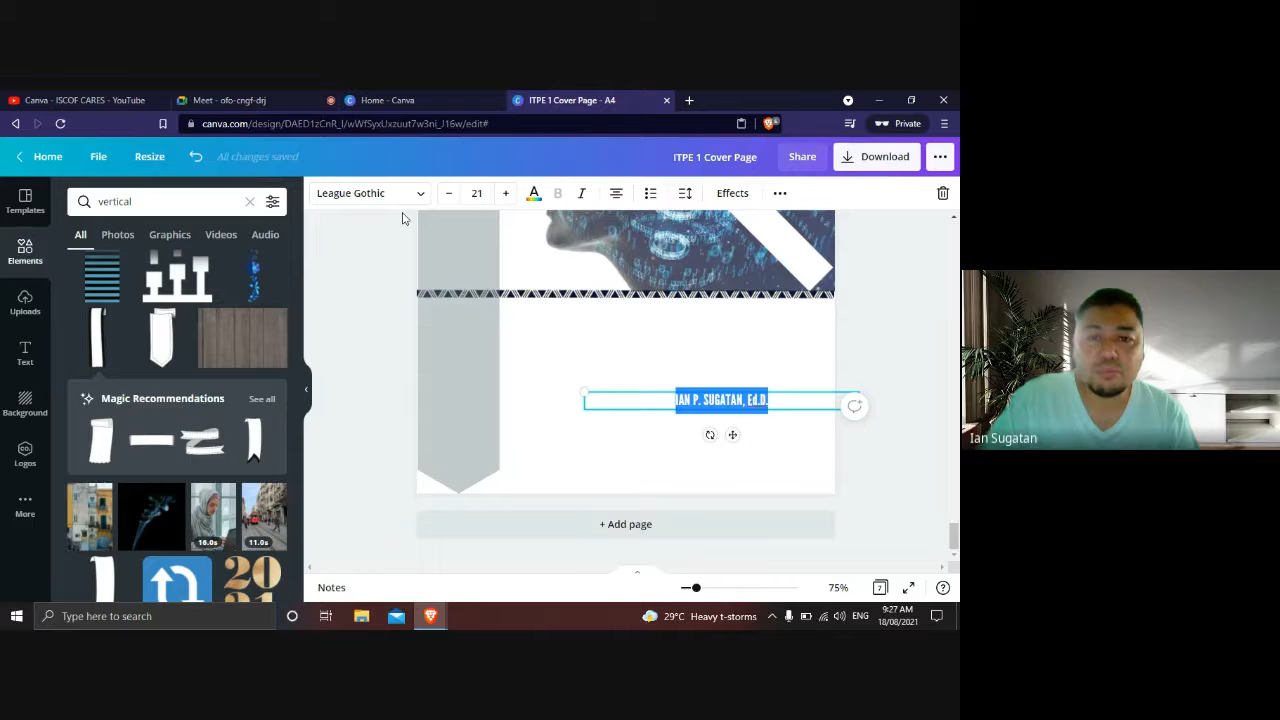 Canva - ISCOF CARES - YouTube
Meet - ofo-cngf-drj
Home - Canva
ITPE 1 Cover Page - A4
canva.com/design/DAED1zCnR_I/wWfSyxUxzuut7w3ni_J16w/edit#
Private
Home
File
Resize
All changes saved
ITPE 1 Cover Page
Share
Download
Templates
Elements
Uploads
Text
Background
Logos
More
vertical
All
Photos
Graphics
Videos
Audio
Magic Recommendations
See all
16.0s
11.0s
League Gothic
21
A
B
I
Effects
IAN P. SUGATAN, Ed.D.
+ Add page
Notes
75%
7
Ian Sugatan
Type here to search
29°C Heavy t-storms
ENG
9:27 AM
18/08/2021